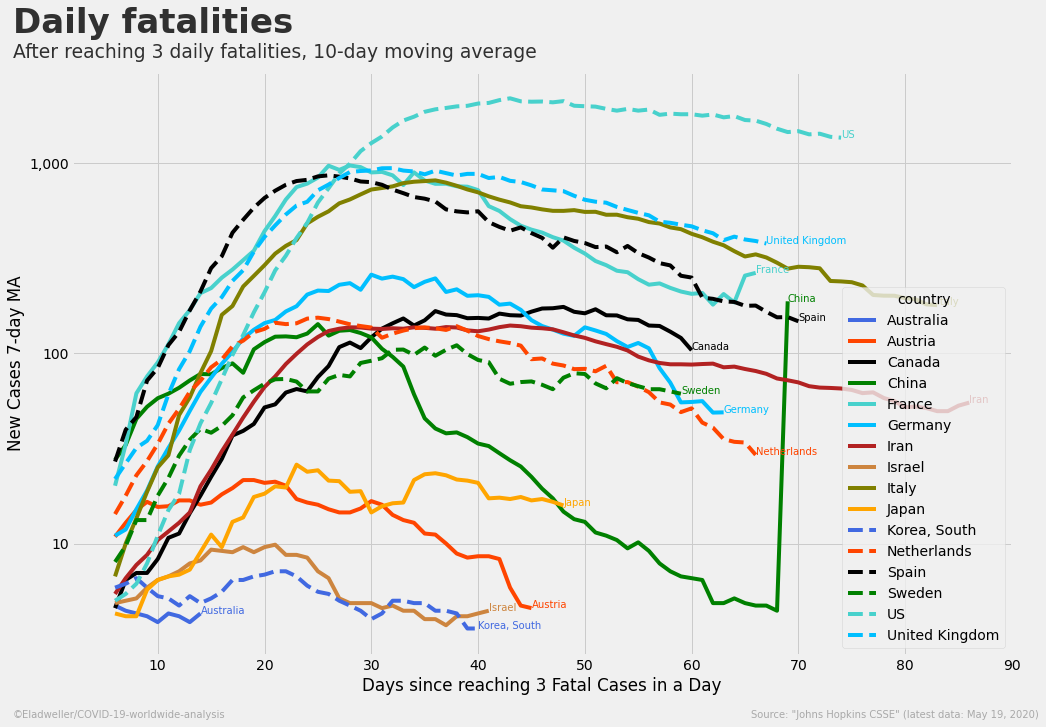 Daily fatalities
After reaching 3 daily fatalities, 10-day moving average
New Cases 7-day MA
1,000
100
10
US
United Kingdom
France
China
Spain
Canada
Iran
Sweden
Germany
Netherlands
Japan
Australia
Israel
Austria
Korea, South
country
Australia
Austria
Canada
China
France
Germany
Iran
Israel
Italy
Japan
Korea, South
Netherlands
Spain
Sweden
US
United Kingdom
10 20 30 40 50 60 70 80 90
Days since reaching 3 Fatal Cases in a Day
©Eladweller/COVID-19-worldwide-analysis
Source: "Johns Hopkins CSSE" (latest data: May 19, 2020)